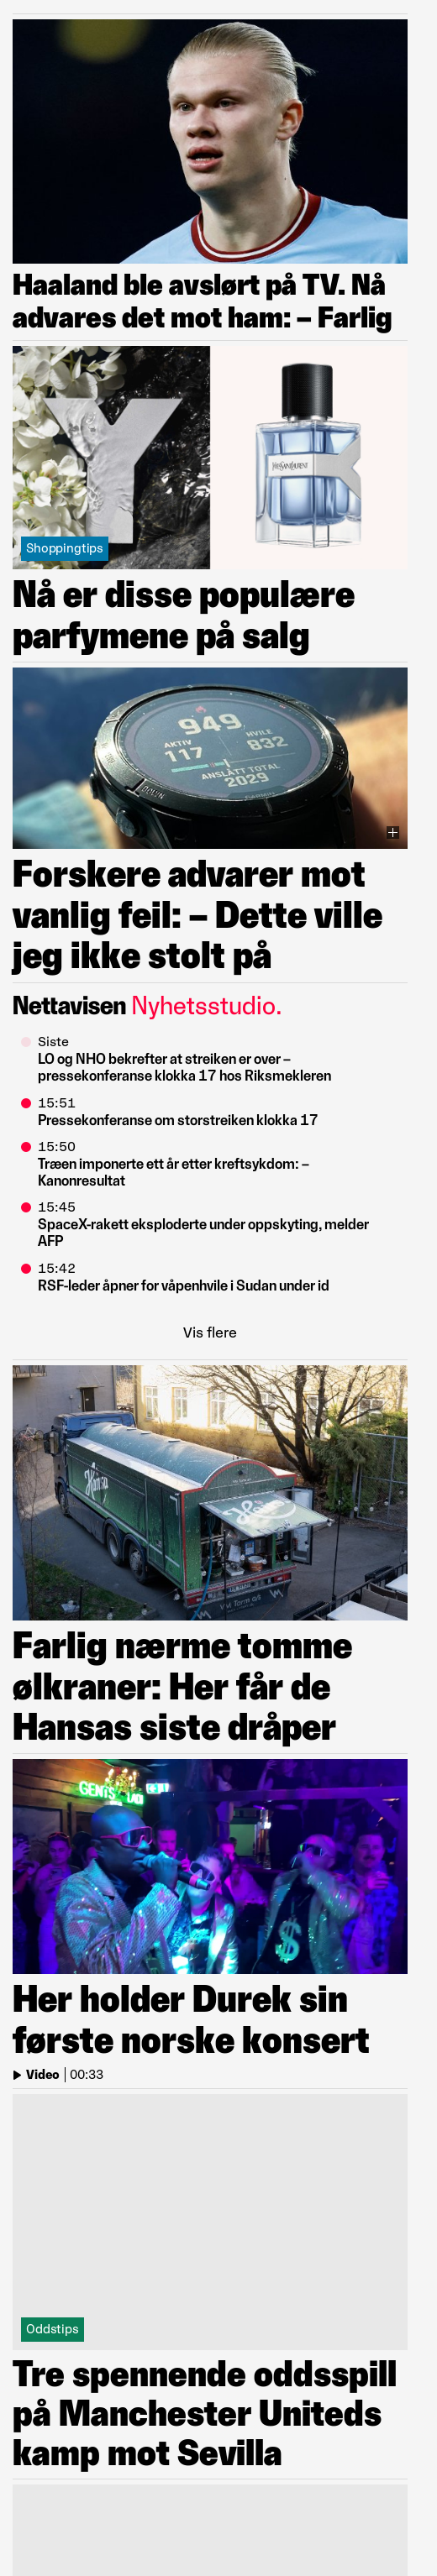 Haaland ble avslørt på TV. Nå
advares det mot ham: – Farlig
YVESSAINTLAURENT
Shoppingtips
Nå er disse populære
parfymene på salg
949
AKTIV
117
HVILE
832
ANSLÅTT TOTAL
2029
Forskere advarer mot
vanlig feil: – Dette ville
jeg ikke stolt på
Nettavisen Nyhetsstudio.
Siste
LO og NHO bekrefter at streiken er over –
pressekonferanse klokka 17 hos Riksmekleren
15:51
Pressekonferanse om storstreiken klokka 17
15:50
Træen imponerte ett år etter kreftsykdom: –
Kanonresultat
15:45
SpaceX-rakett eksploderte under oppskyting, melder
AFP
15:42
RSF-leder åpner for våpenhvile i Sudan under id
Vis flere
Hansa
Hansa
Farlig nærme tomme
ølkraner: Her får de
Hansas siste dråper
GENTS
Her holder Durek sin
første norske konsert
Video | 00:33
Oddstips
Tre spennende oddsspill
på Manchester Uniteds
kamp mot Sevilla